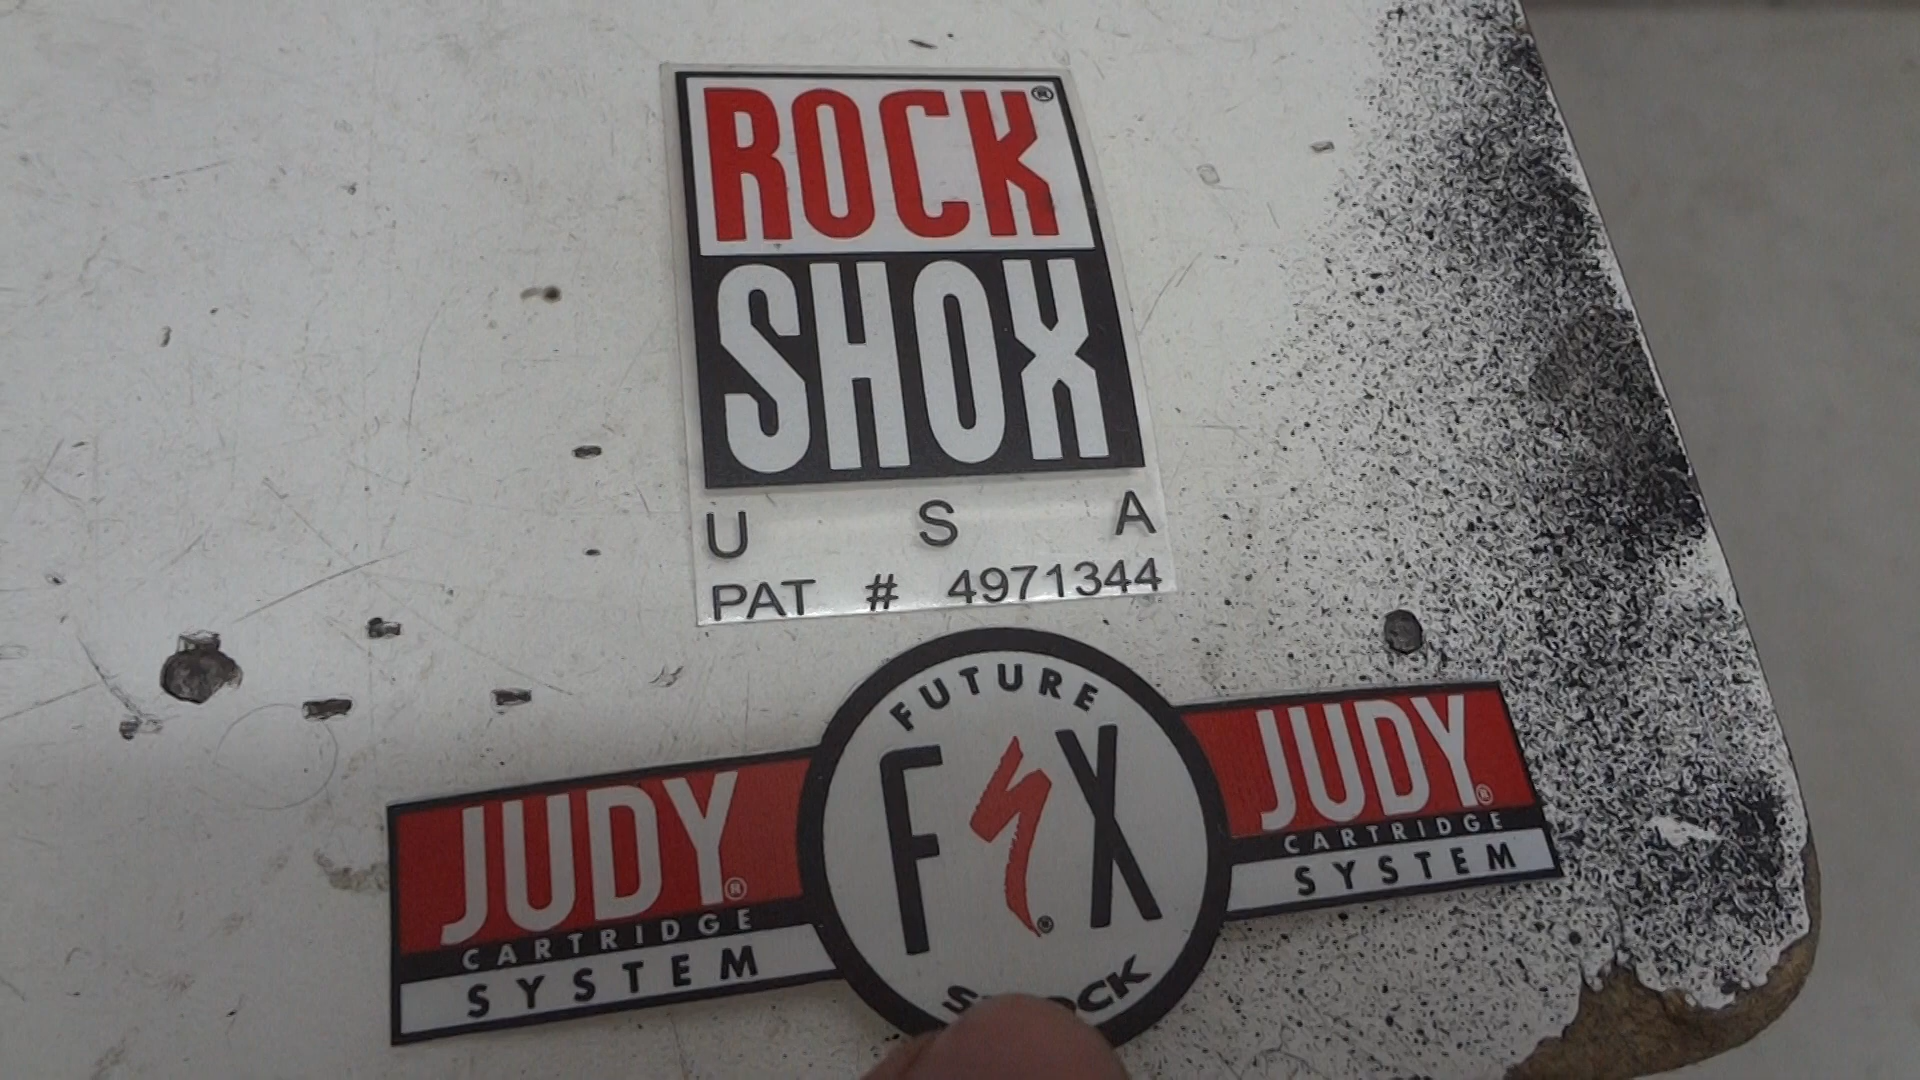 ROCK®
SHOX
U S A
PAT # 4971344
FUTURE
F X
®
JUDY®
CARTRIDGE
SYSTEM
JUDY®
CARTRIDGE
SYSTEM